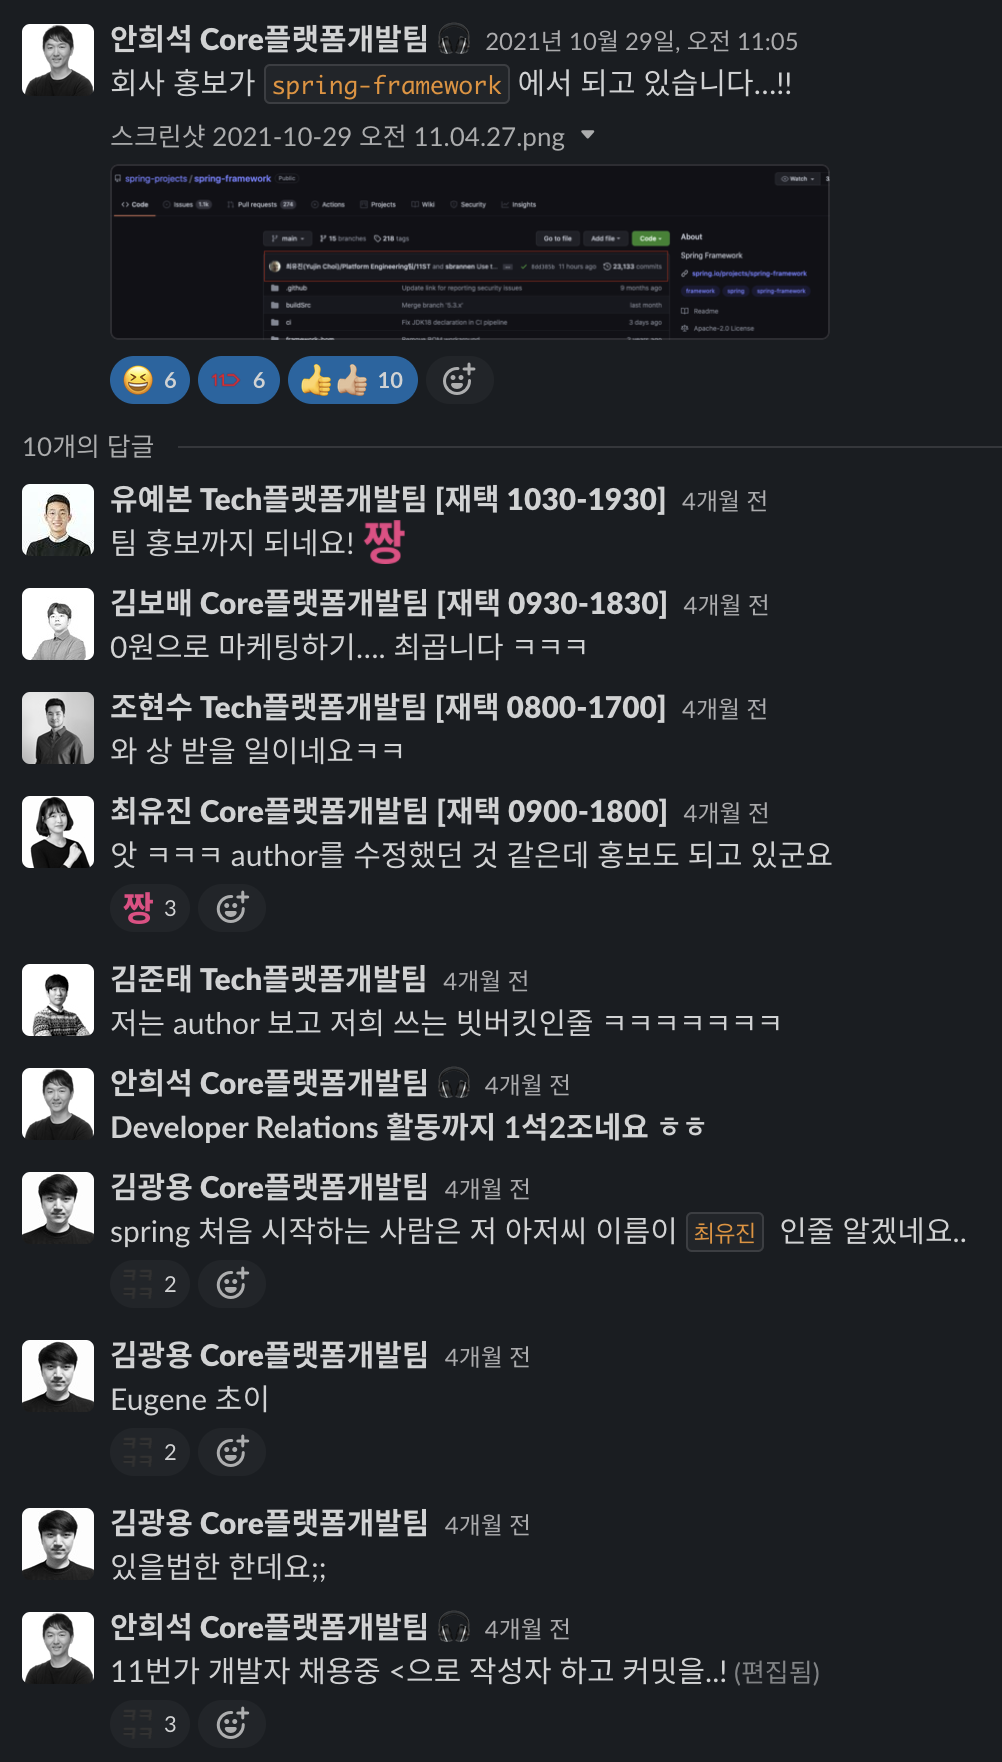 안희석 Core플랫폼개발팀 2021년 10월 29일, 오전 11:05
회사 홍보가 spring-framework 에서 되고 있습니다...!!
스크린샷 2021-10-29 오전 11.04.27.png
spring-projects / spring-framework Public Watch 3
Code Issues 1.1k Pull requests 274 Actions Projects Wiki Security Insights
main 15 branches 218 tags Go to file Add file Code About
Spring Framework
최유진(Yujin Choi)/Platform Engineering팀/11ST and sbrannen Use t... 11 hours ago 23,133 commits
spring.io/projects/spring-framework
.github Update link for reporting security issues 9 months ago
framework spring spring-framework
buildSrc Merge branch '5.3.x' last month
Readme
ci Fix JDK18 declaration in CI pipeline 3 days ago
Apache-2.0 License
6 11 6 10
10개의 답글
유예본 Tech플랫폼개발팀 [재택 1030-1930] 4개월 전
팀 홍보까지 되네요! 짱
김보배 Core플랫폼개발팀 [재택 0930-1830] 4개월 전
0원으로 마케팅하기.... 최곱니다 ㅋㅋㅋ
조현수 Tech플랫폼개발팀 [재택 0800-1700] 4개월 전
와 상 받을 일이네요ㅋㅋ
최유진 Core플랫폼개발팀 [재택 0900-1800] 4개월 전
앗 ㅋㅋㅋ author를 수정했던 것 같은데 홍보도 되고 있군요
짱 3
김준태 Tech플랫폼개발팀 4개월 전
저는 author 보고 저희 쓰는 빗버킷인줄 ㅋㅋㅋㅋㅋㅋㅋ
안희석 Core플랫폼개발팀 4개월 전
Developer Relations 활동까지 1석2조네요 ㅎㅎ
김광용 Core플랫폼개발팀 4개월 전
spring 처음 시작하는 사람은 저 아저씨 이름이 최유진 인줄 알겠네요..
ㅋㅋㅋㅋ 2
김광용 Core플랫폼개발팀 4개월 전
Eugene 초이
ㅋㅋㅋㅋ 2
김광용 Core플랫폼개발팀 4개월 전
있을법한 한데요;;
안희석 Core플랫폼개발팀 4개월 전
11번가 개발자 채용중 <으로 작성자 하고 커밋을..! (편집됨)
ㅋㅋㅋㅋ 3